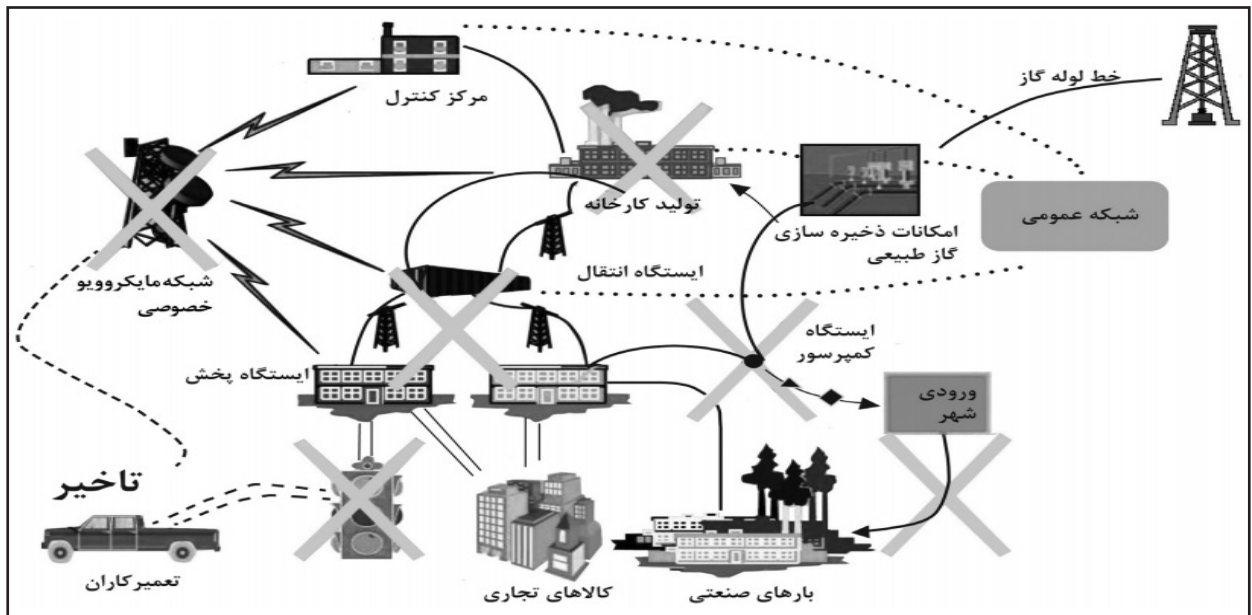 خط لوله گاز
مرکز کنترل
تولید کارخانه
شبکه عمومی
امکانات ذخیره سازی
گاز طبیعی
ایستگاه انتقال
شبکه مایکروویو
خصوصی
ایستگاه
کمپرسور
ایستگاه پخش
ورودی
شهر
تاخیر
تعمیرکاران
کالاهای تجاری
بارهای صنعتی